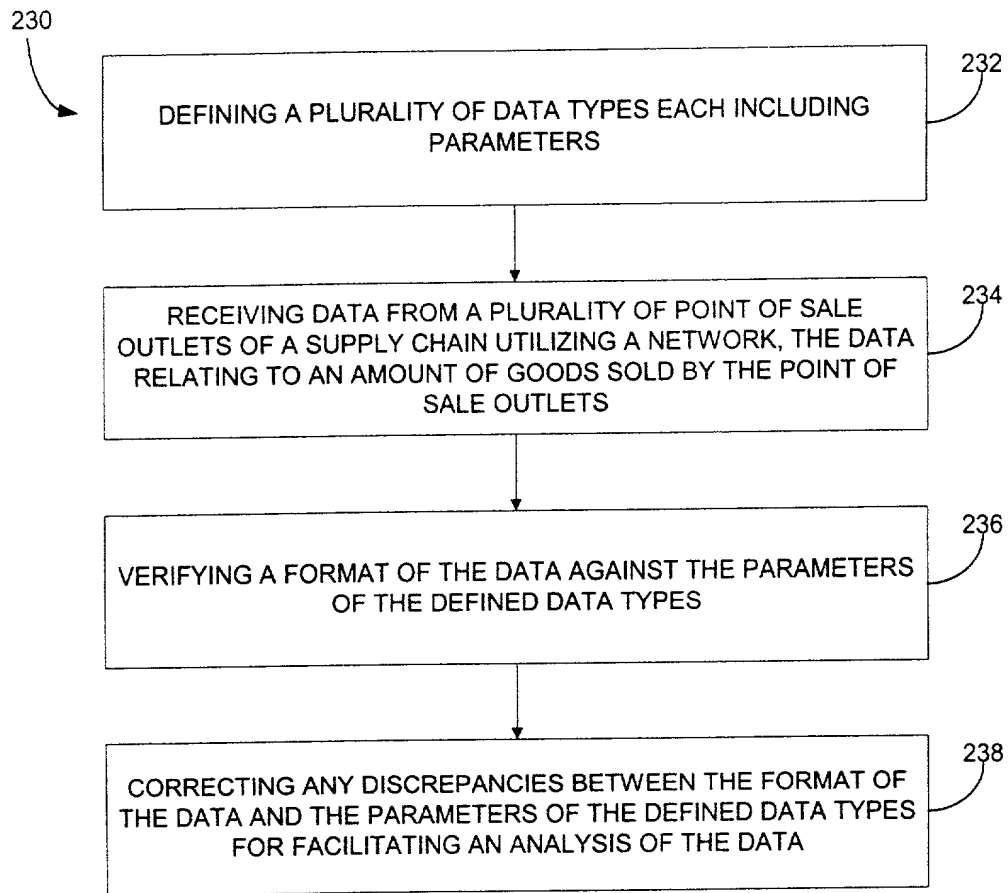 230
232
DEFINING A PLURALITY OF DATA TYPES EACH INCLUDING
PARAMETERS
234
RECEIVING DATA FROM A PLURALITY OF POINT OF SALE
OUTLETS OF A SUPPLY CHAIN UTILIZING A NETWORK, THE DATA
RELATING TO AN AMOUNT OF GOODS SOLD BY THE POINT OF
SALE OUTLETS
236
VERIFYING A FORMAT OF THE DATA AGAINST THE PARAMETERS
OF THE DEFINED DATA TYPES
238
CORRECTING ANY DISCREPANCIES BETWEEN THE FORMAT OF
THE DATA AND THE PARAMETERS OF THE DEFINED DATA TYPES
FOR FACILITATING AN ANALYSIS OF THE DATA